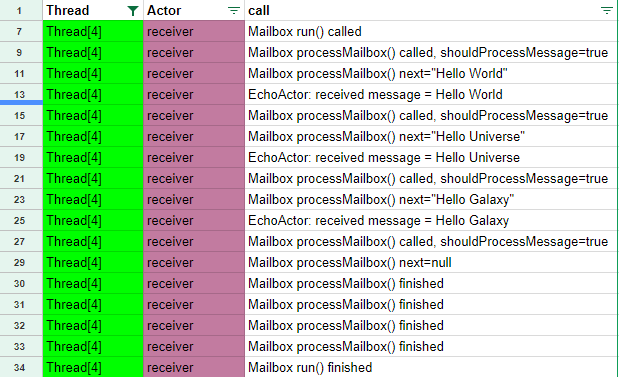 1 Thread Actor call
7 Thread[4] receiver Mailbox run() called
9 Thread[4] receiver Mailbox processMailbox() called, shouldProcessMessage=true
11 Thread[4] receiver Mailbox processMailbox() next="Hello World"
13 Thread[4] receiver EchoActor: received message = Hello World
15 Thread[4] receiver Mailbox processMailbox() called, shouldProcessMessage=true
17 Thread[4] receiver Mailbox processMailbox() next="Hello Universe"
19 Thread[4] receiver EchoActor: received message = Hello Universe
21 Thread[4] receiver Mailbox processMailbox() called, shouldProcessMessage=true
23 Thread[4] receiver Mailbox processMailbox() next="Hello Galaxy"
25 Thread[4] receiver EchoActor: received message = Hello Galaxy
27 Thread[4] receiver Mailbox processMailbox() called, shouldProcessMessage=true
29 Thread[4] receiver Mailbox processMailbox() next=null
30 Thread[4] receiver Mailbox processMailbox() finished
31 Thread[4] receiver Mailbox processMailbox() finished
32 Thread[4] receiver Mailbox processMailbox() finished
33 Thread[4] receiver Mailbox processMailbox() finished
34 Thread[4] receiver Mailbox run() finished